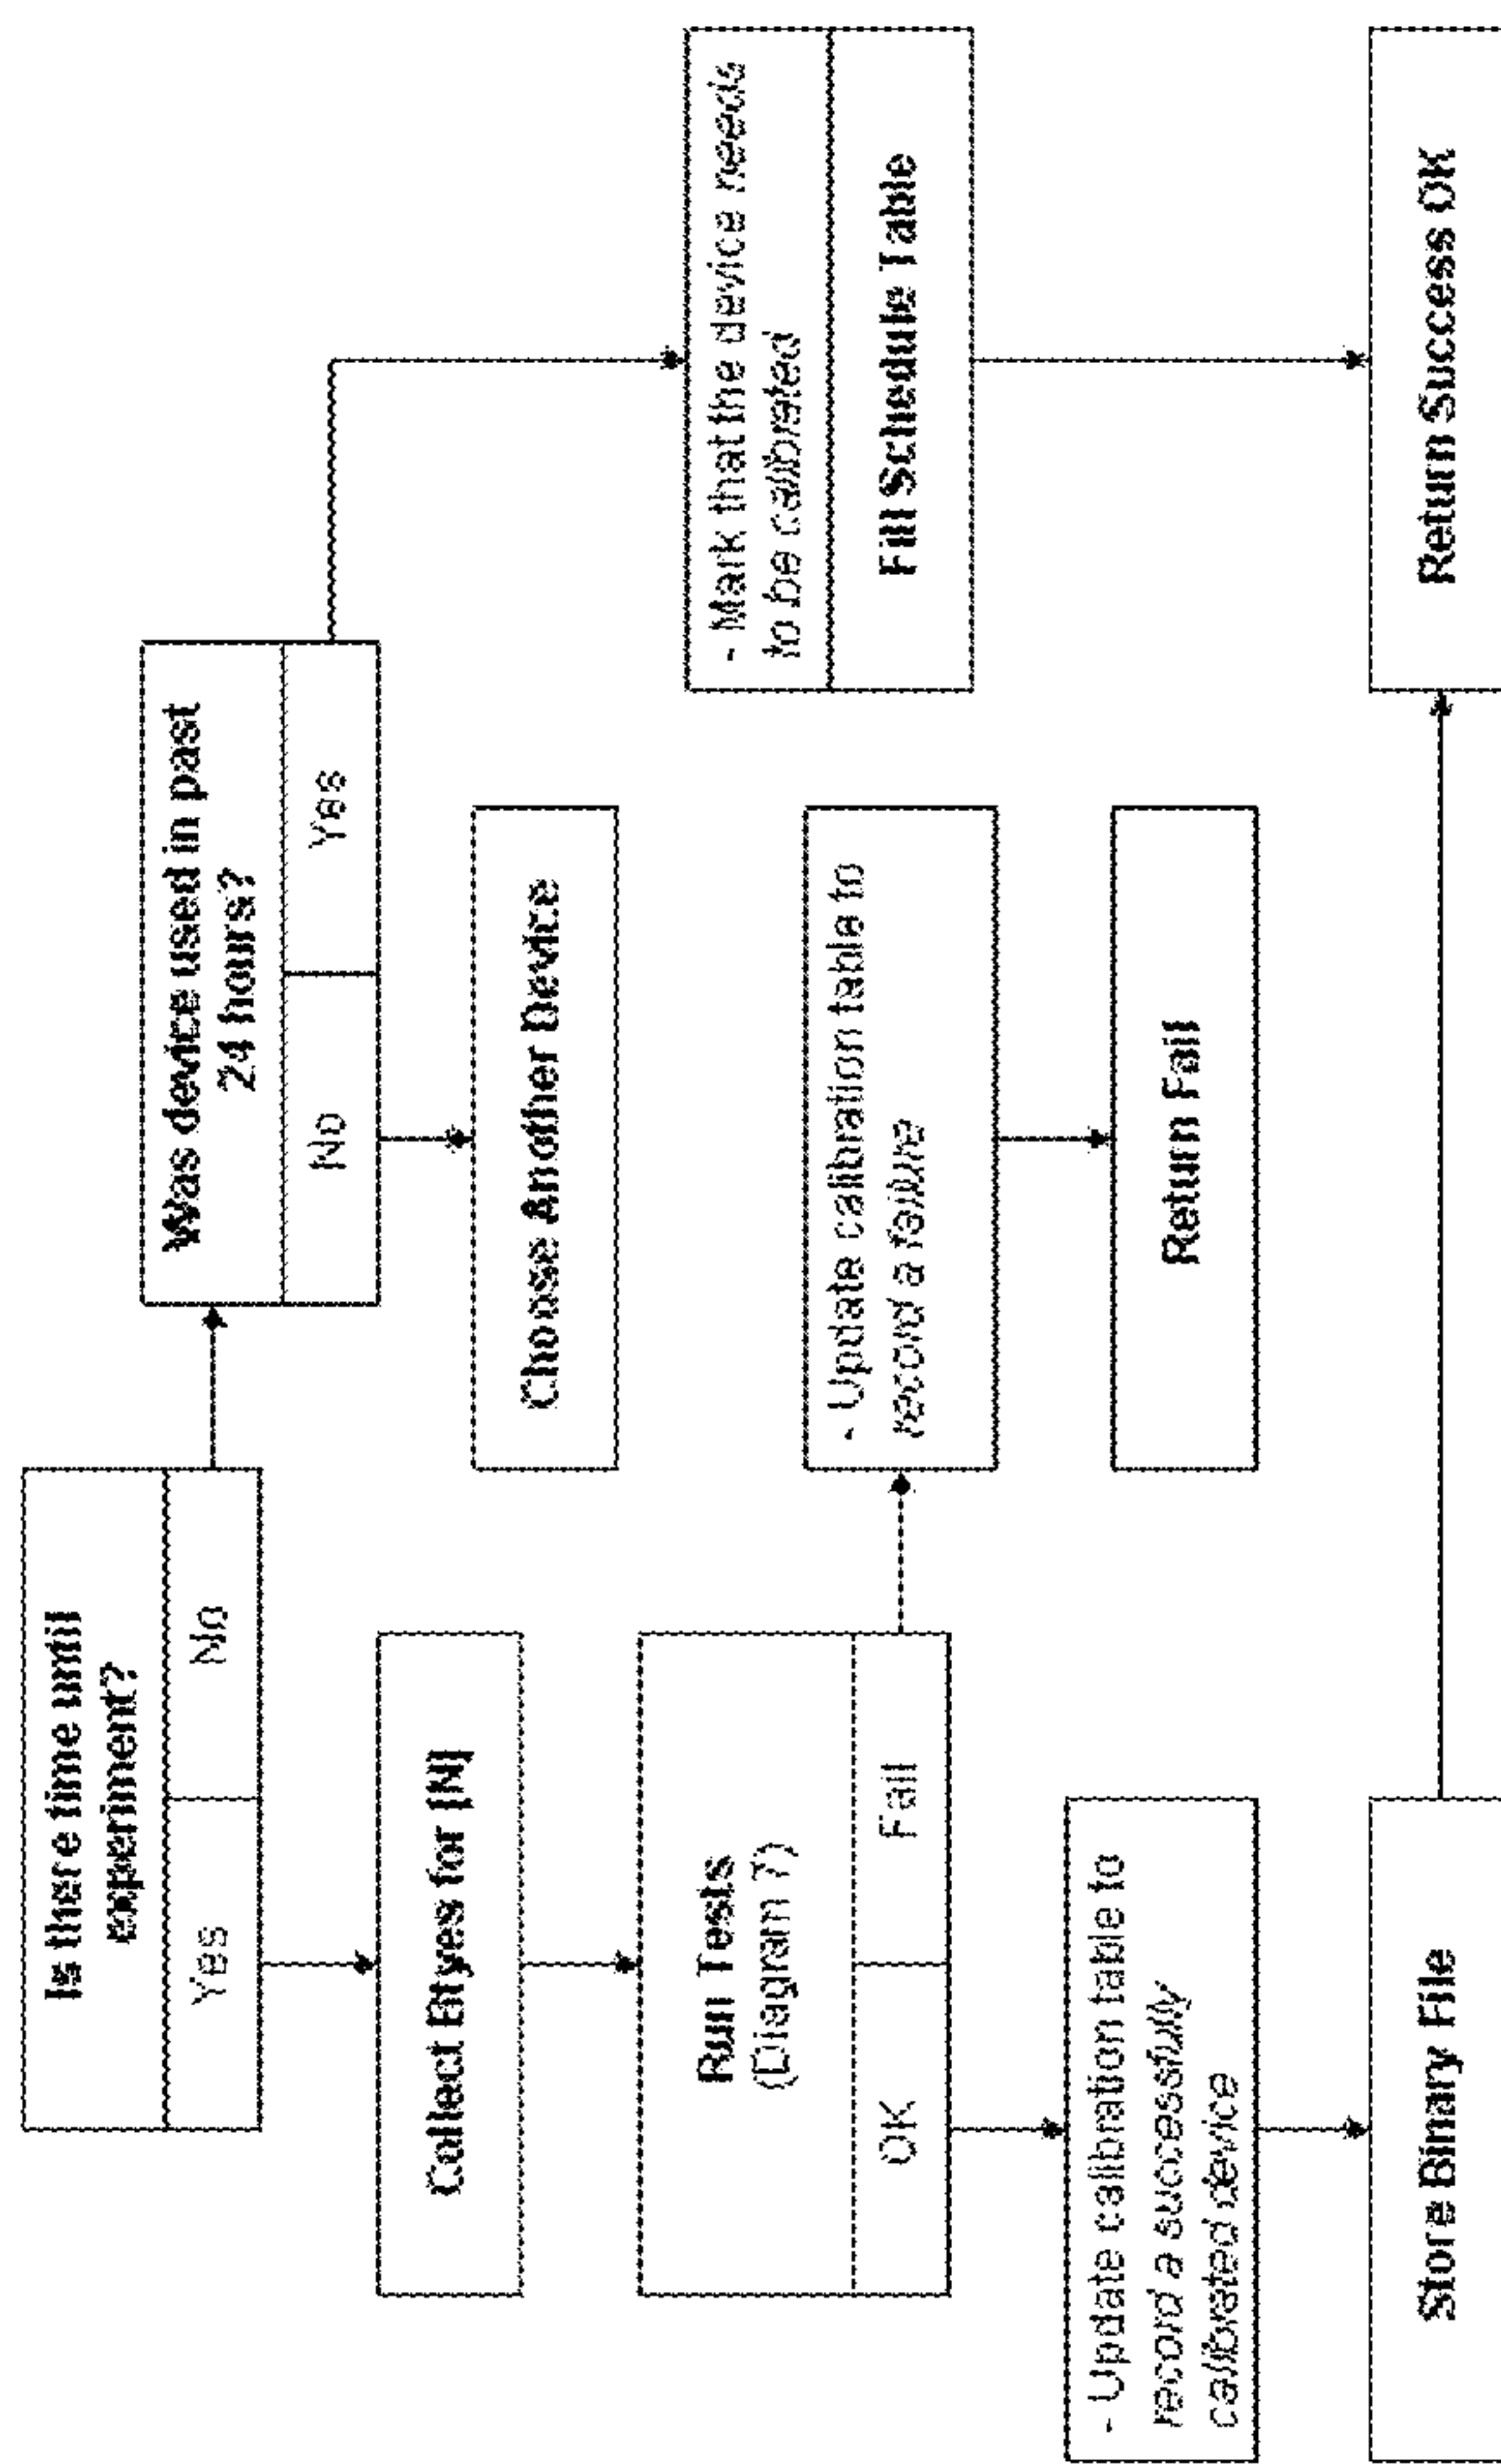 Is there time until
experiment?
Yes
No
Was device used in past
24 hours?
No
Yes
Collect Btyes for [N]
Choose Another Device
Run Tests
(Diagram 7)
OK
Fail
- Mark that the device needs
to be calibrated
Fill Schedule Table
- Update calibration table to
record a failure
Return Fail
- Update calibration table to
record a successfully
calibrated device
Store Binary File
Return Success OK